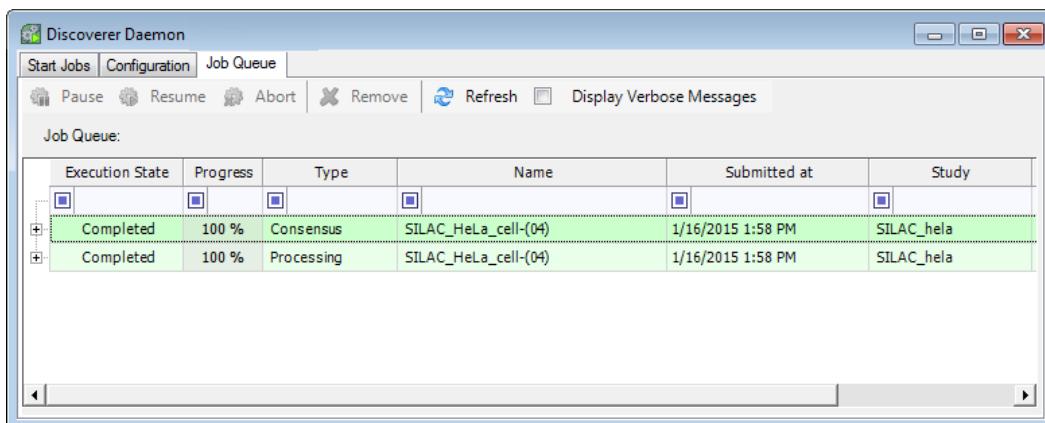 Discoverer Daemon
Start Jobs Configuration Job Queue
Pause Resume Abort Remove Refresh Display Verbose Messages
Job Queue:
Execution State Progress Type Name Submitted at Study
Completed 100 % Consensus SILAC_HeLa_cell-(04) 1/16/2015 1:58 PM SILAC_hela
Completed 100 % Processing SILAC_HeLa_cell-(04) 1/16/2015 1:58 PM SILAC_hela